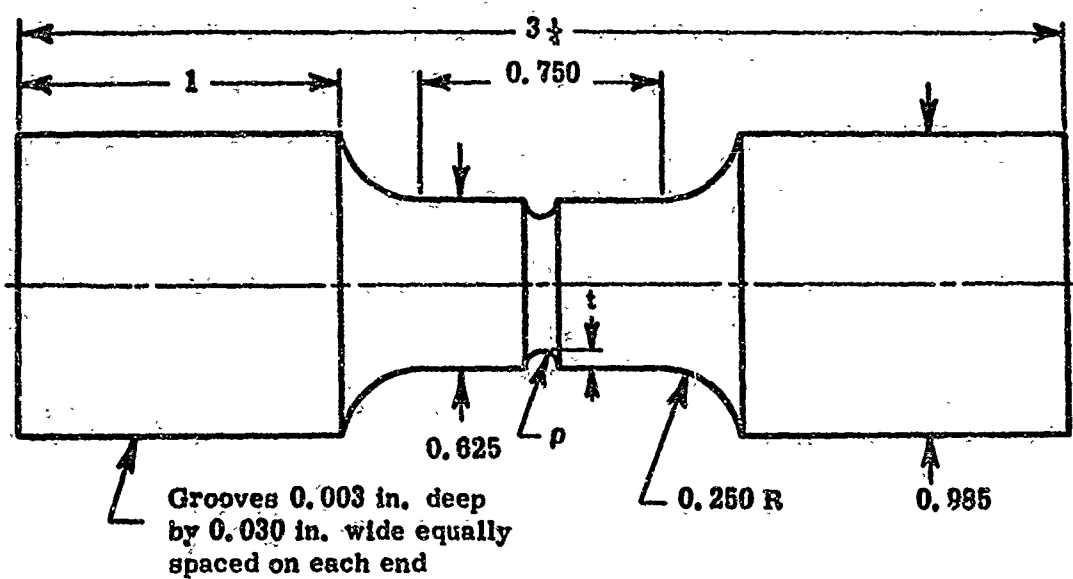 3 1/4
1
0.750
t
0.625
ρ
0.250 R
0.985
Grooves 0.003 in. deep
by 0.030 in. wide equally
spaced on each end